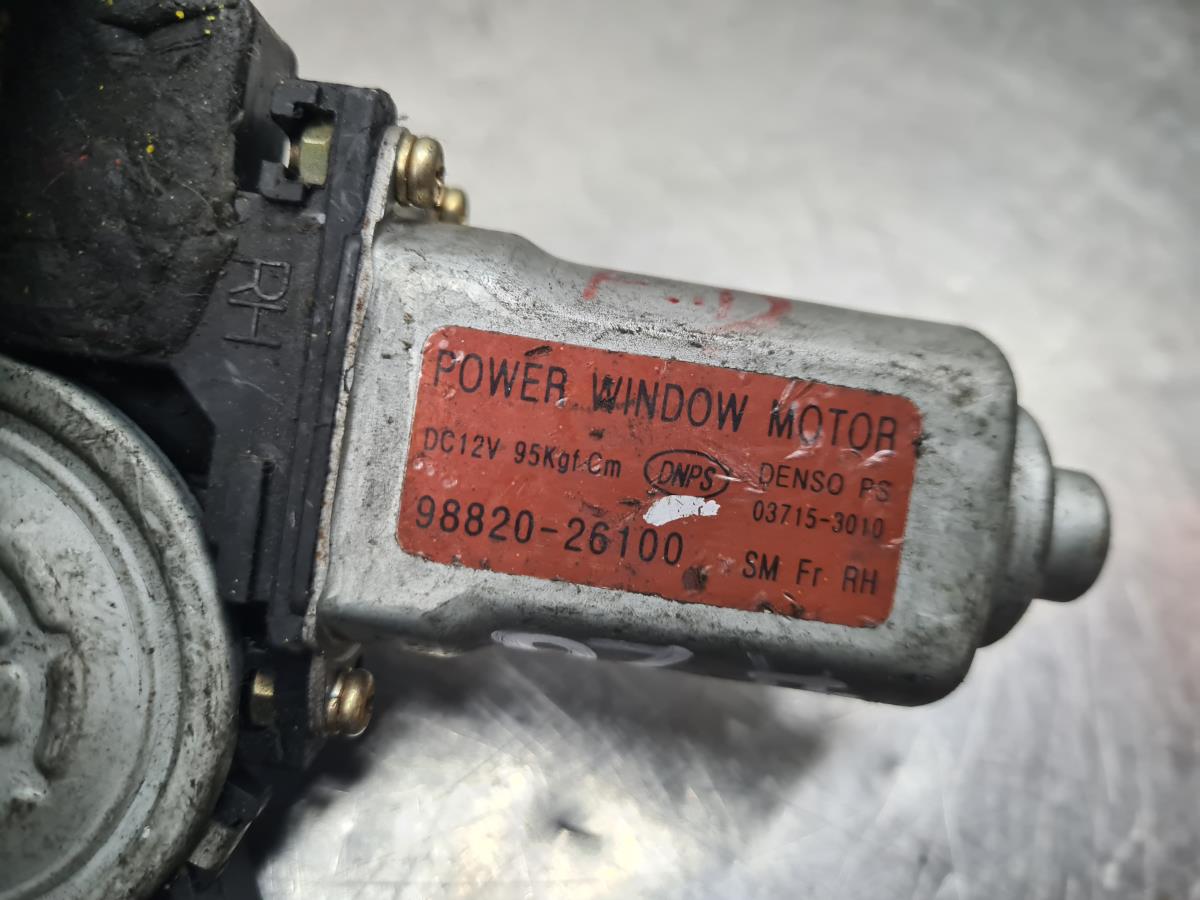 RH
POWER WINDOW MOTOR
DC12V 95Kgf·Cm DNPS DENSO PS
03715-3010
98820-26100
SM Fr RH